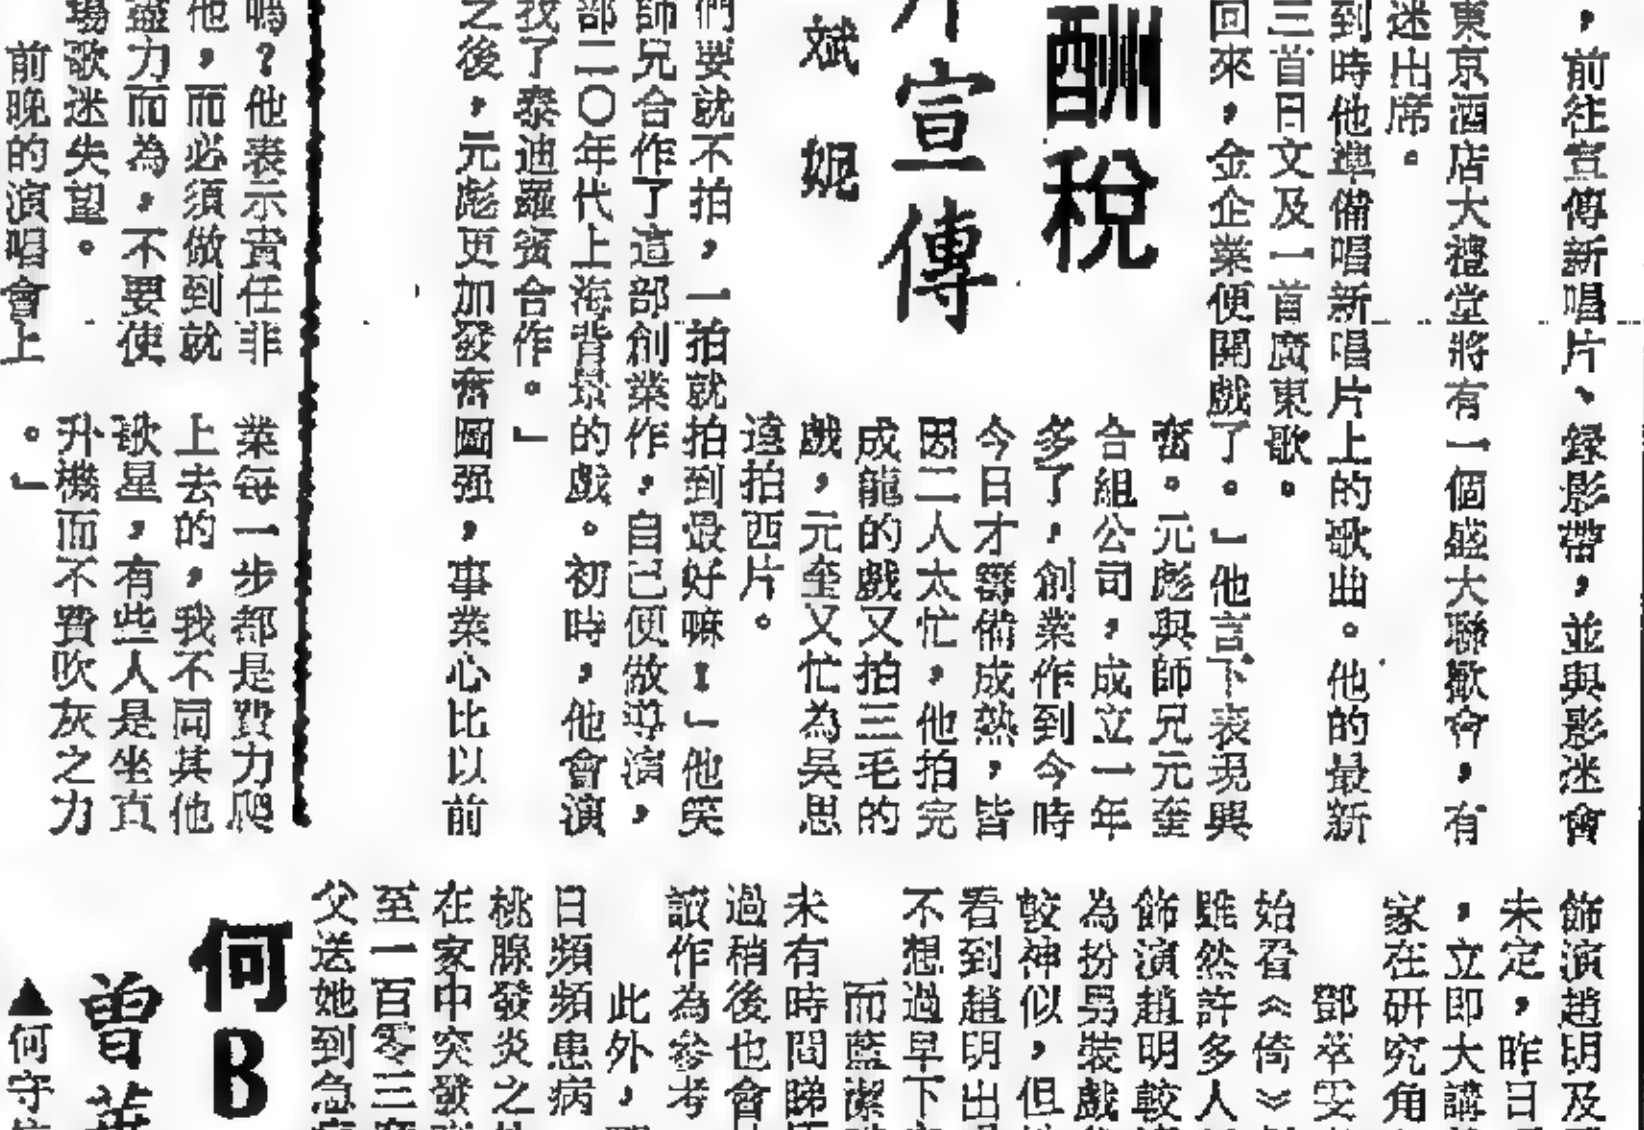 ，前往宣傳新唱片、録影帶，並與影迷會
東京酒店大禮堂將有一個盛大聯歡會，有
迷出席。
到時他準備唱新唱片上的歌曲。他的最新
三首日文及一首廣東歌。
回來，金企業便開戲了。」他言下表現興
奮。元彪與師兄元奎
合組公司，成立一年
多了，創業作到今時
今日才籌備成熟，皆
因二人太忙，他拍完
成龍的戲又拍三毛的
戲，元奎又忙為吳思
遠拍西片。
酬稅
宣傳
斌妮
們要就不拍，一拍就拍到最好嘛！」他笑
師兄合作了這部創業作，自己便做導演，
部二〇年代上海背景的戲。初時，他會演
找了泰迪羅賓合作。」
之後，元彪更加發奮圖强，事業心比以前
嗎？他表示責任非
他，而必須做到就
盡力而為，不要使
場歌迷失望。
前晚的演唱會上
業每一步都是費力爬
上去的，我不同其他
歌星，有些人是坐直
升機而不費吹灰之力
。」
飾演趙明及
未定，昨日
，立即大講
家在研究角
鄧萃雯
始看《倚》
雖然許多人
飾演趙明較
為扮男裝戲
較神似，但
看到趙明出
不想過早下
而藍潔
未有時間睇
過稍後也會
讀作為參考
此外，
日頻頻患病
桃腺發炎之
在家中突發
至一百零三
父送她到急
何B
曾華
▲何守